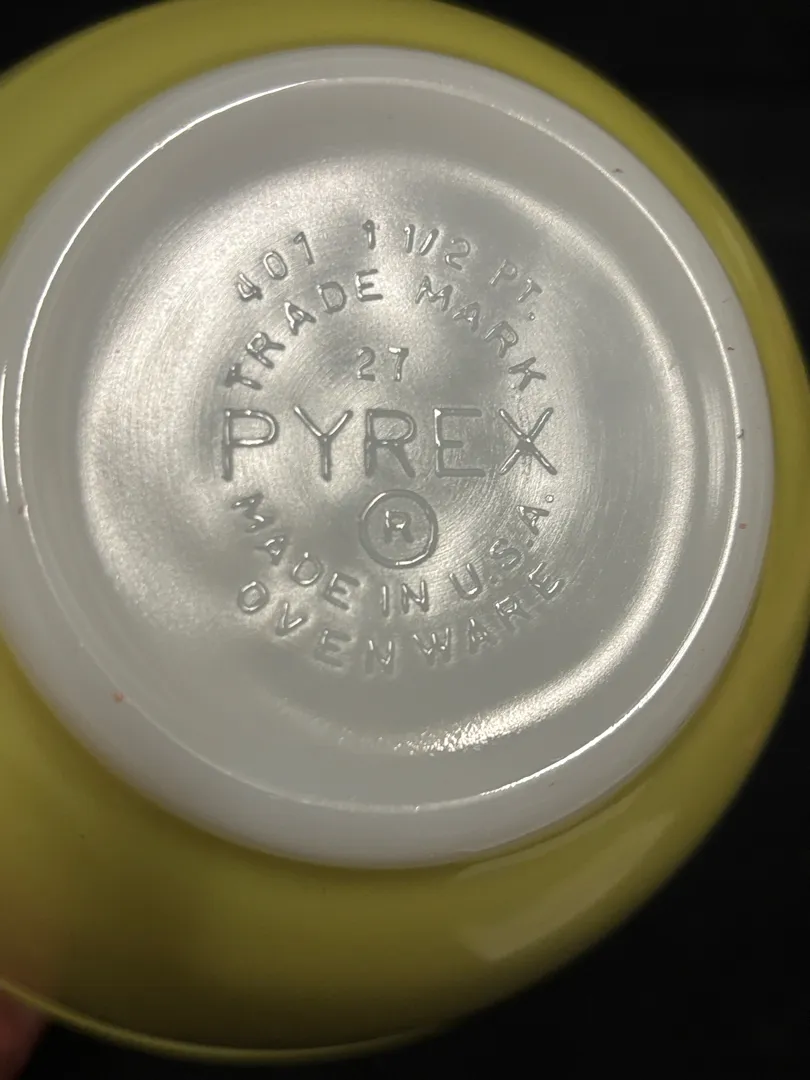 401 1 1/2 PT.
TRADE MARK
27
PYREX
®
MADE IN U.S.A.
OVENWARE